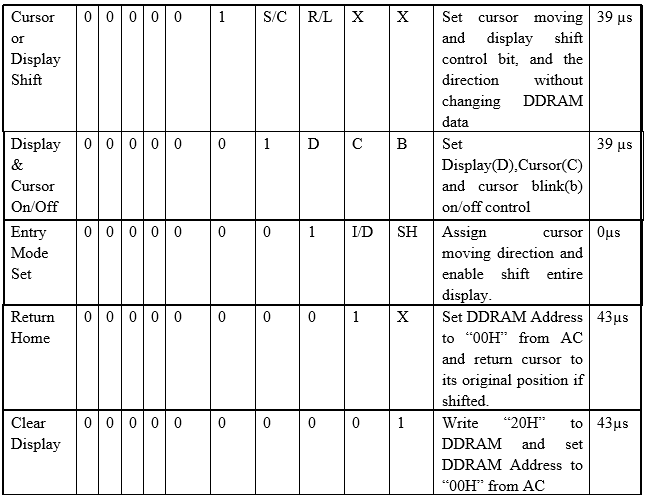 Cursor 0 0 0 0 0 1 S/C R/L X X Set cursor moving 39 µs
or and display shift
Display control bit, and the
Shift direction without
changing DDRAM
data
Display 0 0 0 0 0 0 1 D C B Set 39 µs
& Display(D),Cursor(C)
Cursor and cursor blink(b)
On/Off on/off control
Entry 0 0 0 0 0 0 0 1 I/D SH Assign cursor 0µs
Mode moving direction and
Set enable shift entire
display.
Return 0 0 0 0 0 0 0 0 1 X Set DDRAM Address 43µs
Home to “00H” from AC
and return cursor to
its original position if
shifted.
Clear 0 0 0 0 0 0 0 0 0 1 Write “20H” to 43µs
Display DDRAM and set
DDRAM Address to
“00H” from AC